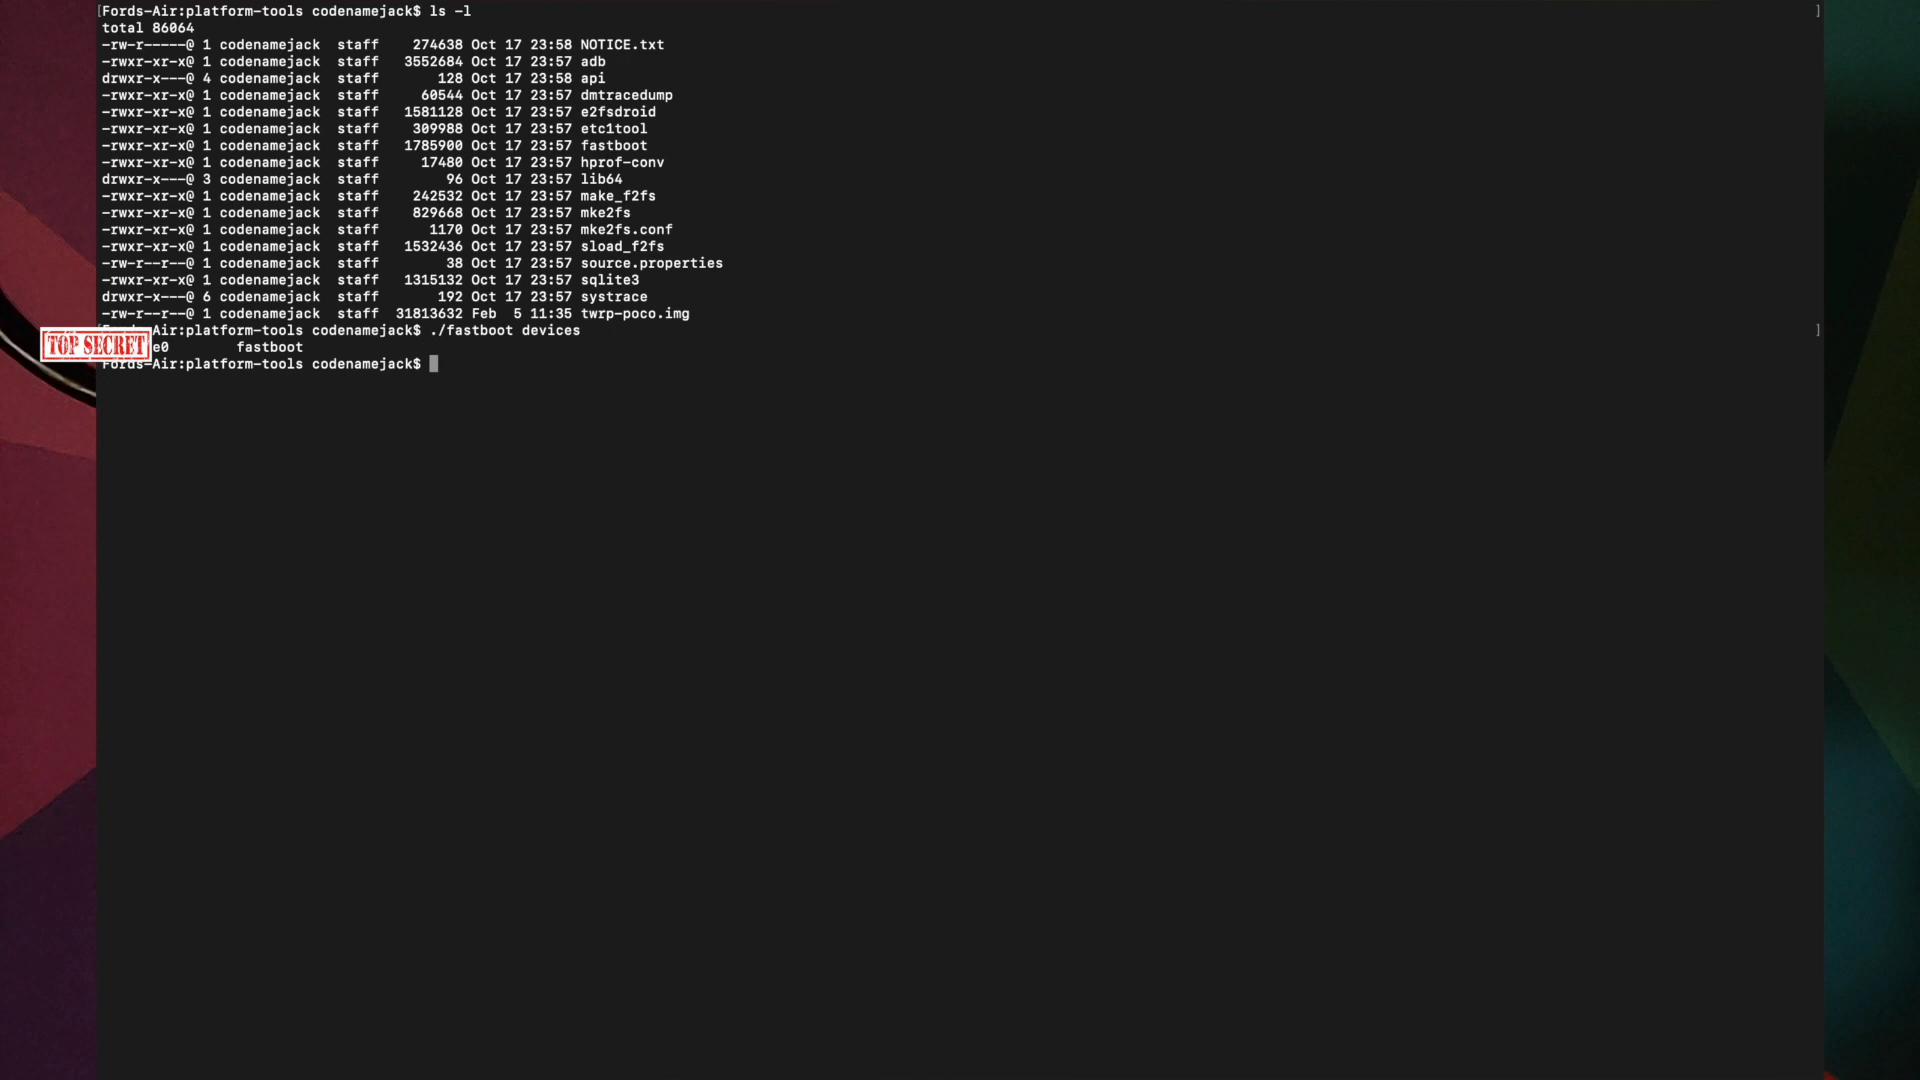 [Fords-Air:platform-tools codenamejack$ ls -l ]
total 86064
-rw-r-----@ 1 codenamejack  staff    274638 Oct 17 23:58 NOTICE.txt
-rwxr-xr-x@ 1 codenamejack  staff   3552684 Oct 17 23:57 adb
drwxr-x---@ 4 codenamejack  staff       128 Oct 17 23:58 api
-rwxr-xr-x@ 1 codenamejack  staff     60544 Oct 17 23:57 dmtracedump
-rwxr-xr-x@ 1 codenamejack  staff   1581128 Oct 17 23:57 e2fsdroid
-rwxr-xr-x@ 1 codenamejack  staff    309988 Oct 17 23:57 etc1tool
-rwxr-xr-x@ 1 codenamejack  staff   1785900 Oct 17 23:57 fastboot
-rwxr-xr-x@ 1 codenamejack  staff     17480 Oct 17 23:57 hprof-conv
drwxr-x---@ 3 codenamejack  staff        96 Oct 17 23:57 lib64
-rwxr-xr-x@ 1 codenamejack  staff    242532 Oct 17 23:57 make_f2fs
-rwxr-xr-x@ 1 codenamejack  staff    829668 Oct 17 23:57 mke2fs
-rwxr-xr-x@ 1 codenamejack  staff      1170 Oct 17 23:57 mke2fs.conf
-rwxr-xr-x@ 1 codenamejack  staff   1532436 Oct 17 23:57 sload_f2fs
-rw-r--r--@ 1 codenamejack  staff        38 Oct 17 23:57 source.properties
-rwxr-xr-x@ 1 codenamejack  staff   1315132 Oct 17 23:57 sqlite3
drwxr-x---@ 6 codenamejack  staff       192 Oct 17 23:57 systrace
-rw-r--r--@ 1 codenamejack  staff  31813632 Feb  5 11:35 twrp-poco.img
Air:platform-tools codenamejack$ ./fastboot devices ]
TOP SECRET e0        fastboot
Fords-Air:platform-tools codenamejack$